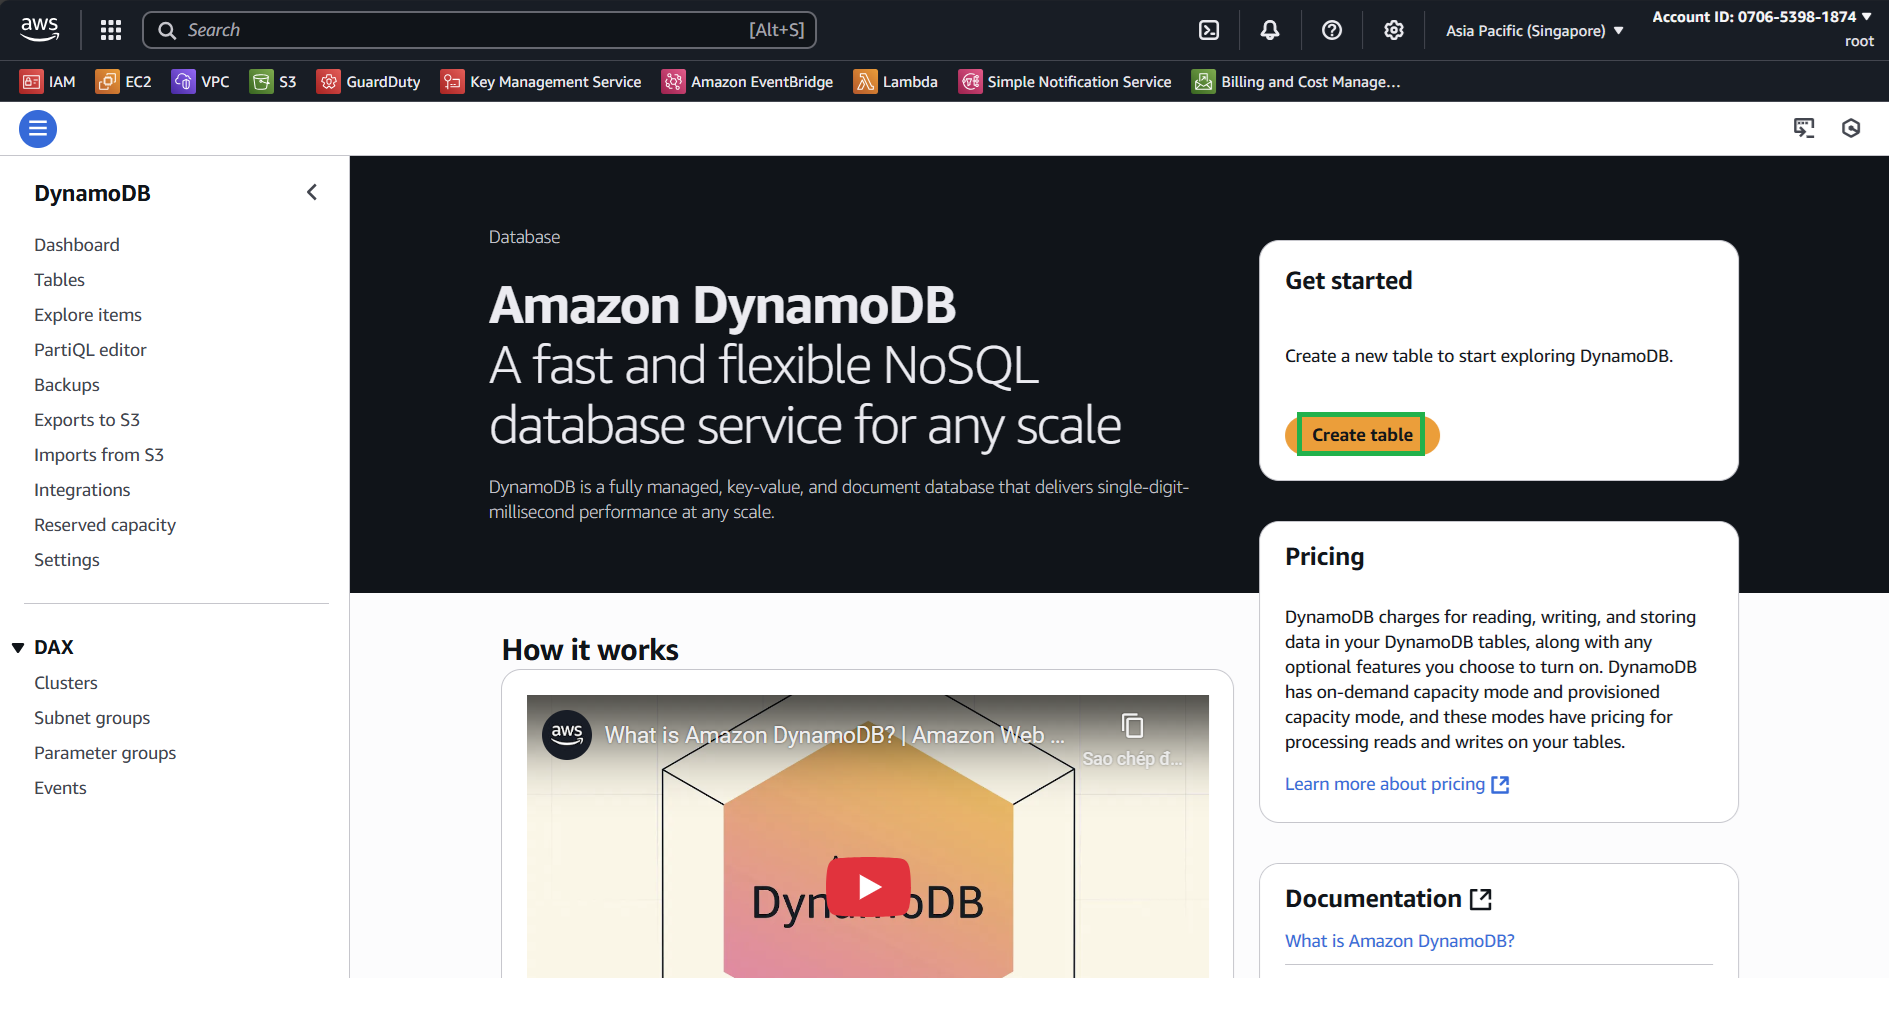 aws
Search
[Alt+S]
Asia Pacific (Singapore)
Account ID: 0706-5398-1874
root
IAM
EC2
VPC
S3
GuardDuty
Key Management Service
Amazon EventBridge
Lambda
Simple Notification Service
Billing and Cost Manage...
DynamoDB
Dashboard
Tables
Explore items
PartiQL editor
Backups
Exports to S3
Imports from S3
Integrations
Reserved capacity
Settings
DAX
Clusters
Subnet groups
Parameter groups
Events
Database
Amazon DynamoDB
A fast and flexible NoSQL
database service for any scale
DynamoDB is a fully managed, key-value, and document database that delivers single-digit-
millisecond performance at any scale.
Get started
Create a new table to start exploring DynamoDB.
Create table
Pricing
DynamoDB charges for reading, writing, and storing
data in your DynamoDB tables, along with any
optional features you choose to turn on. DynamoDB
has on-demand capacity mode and provisioned
capacity mode, and these modes have pricing for
processing reads and writes on your tables.
Learn more about pricing
How it works
aws
What is Amazon DynamoDB? | Amazon Web ...
Sao chép đ...
DynamoDB
Documentation
What is Amazon DynamoDB?